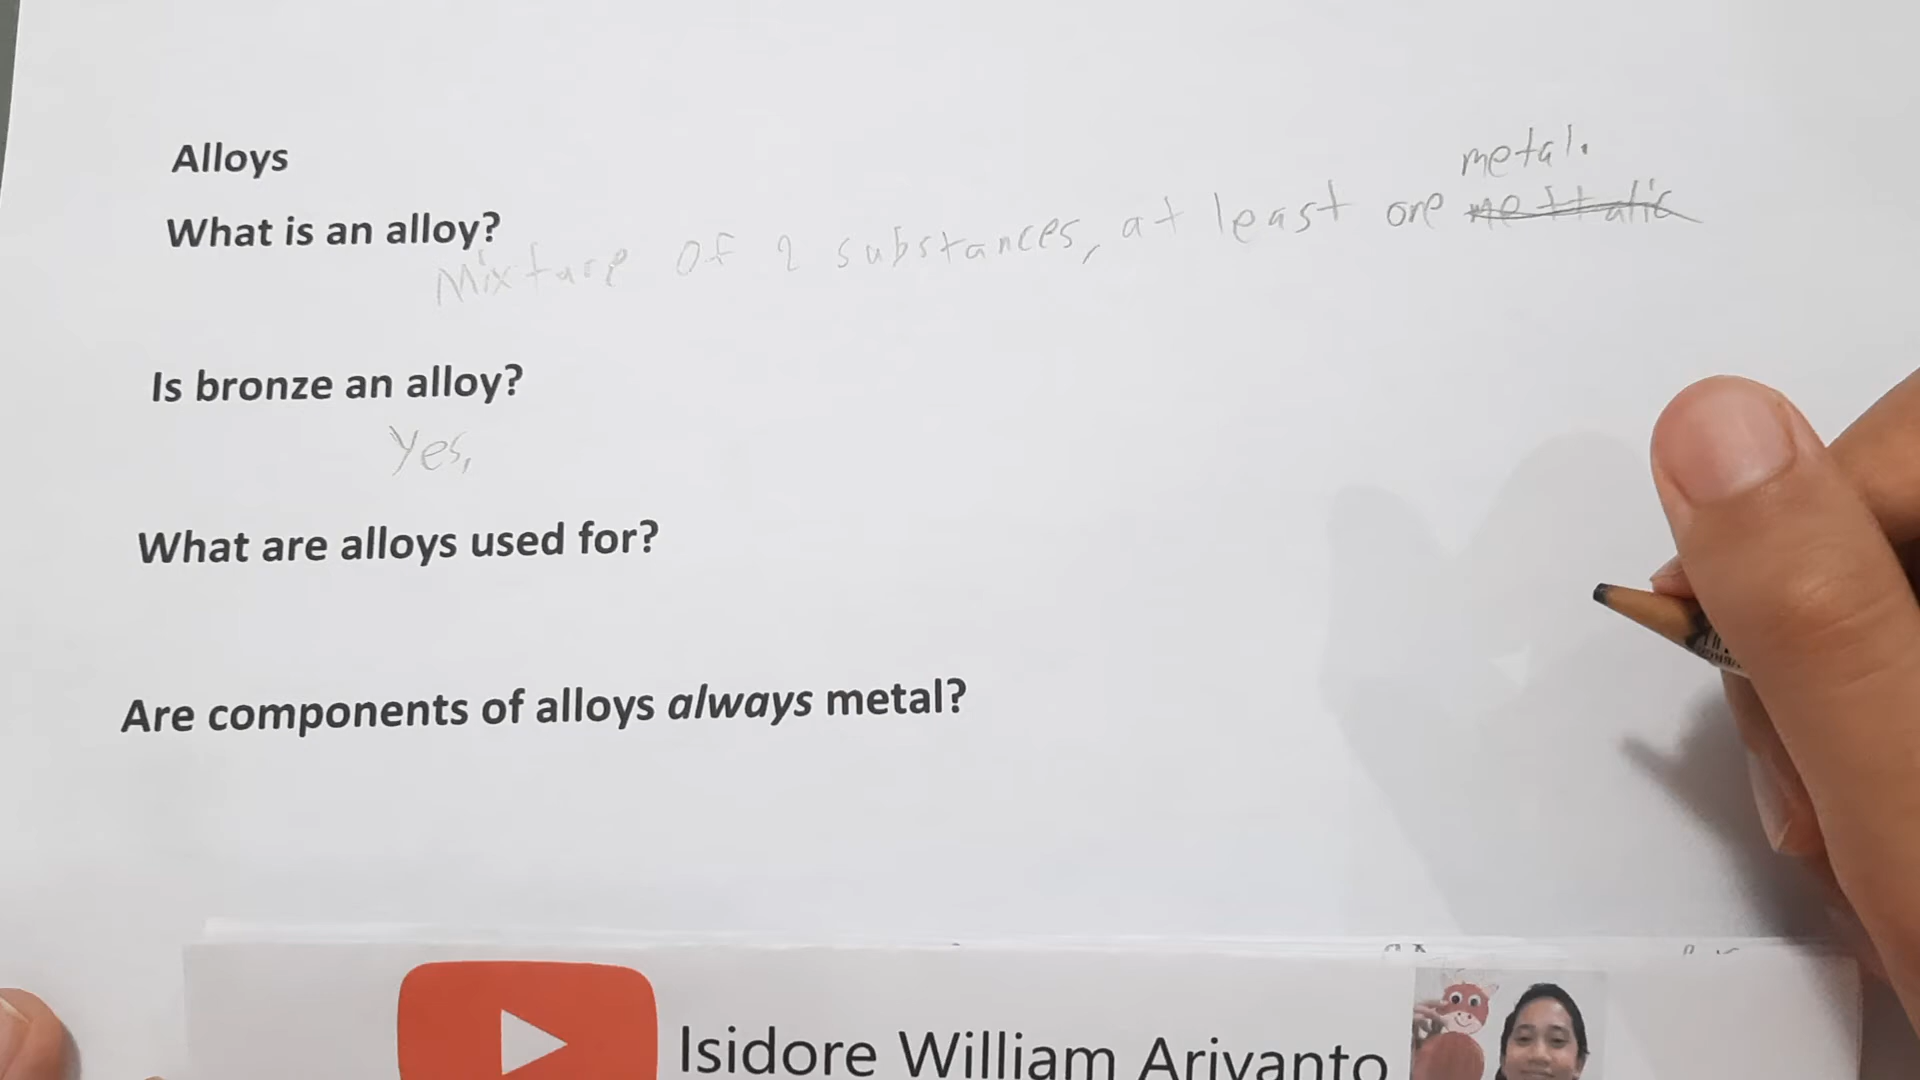 Alloys
metal.
What is an alloy?
Mixture of 2 substances, at least one mettalic
Is bronze an alloy?
Yes,
What are alloys used for?
Are components of alloys always metal?
Isidore William Ariyanto